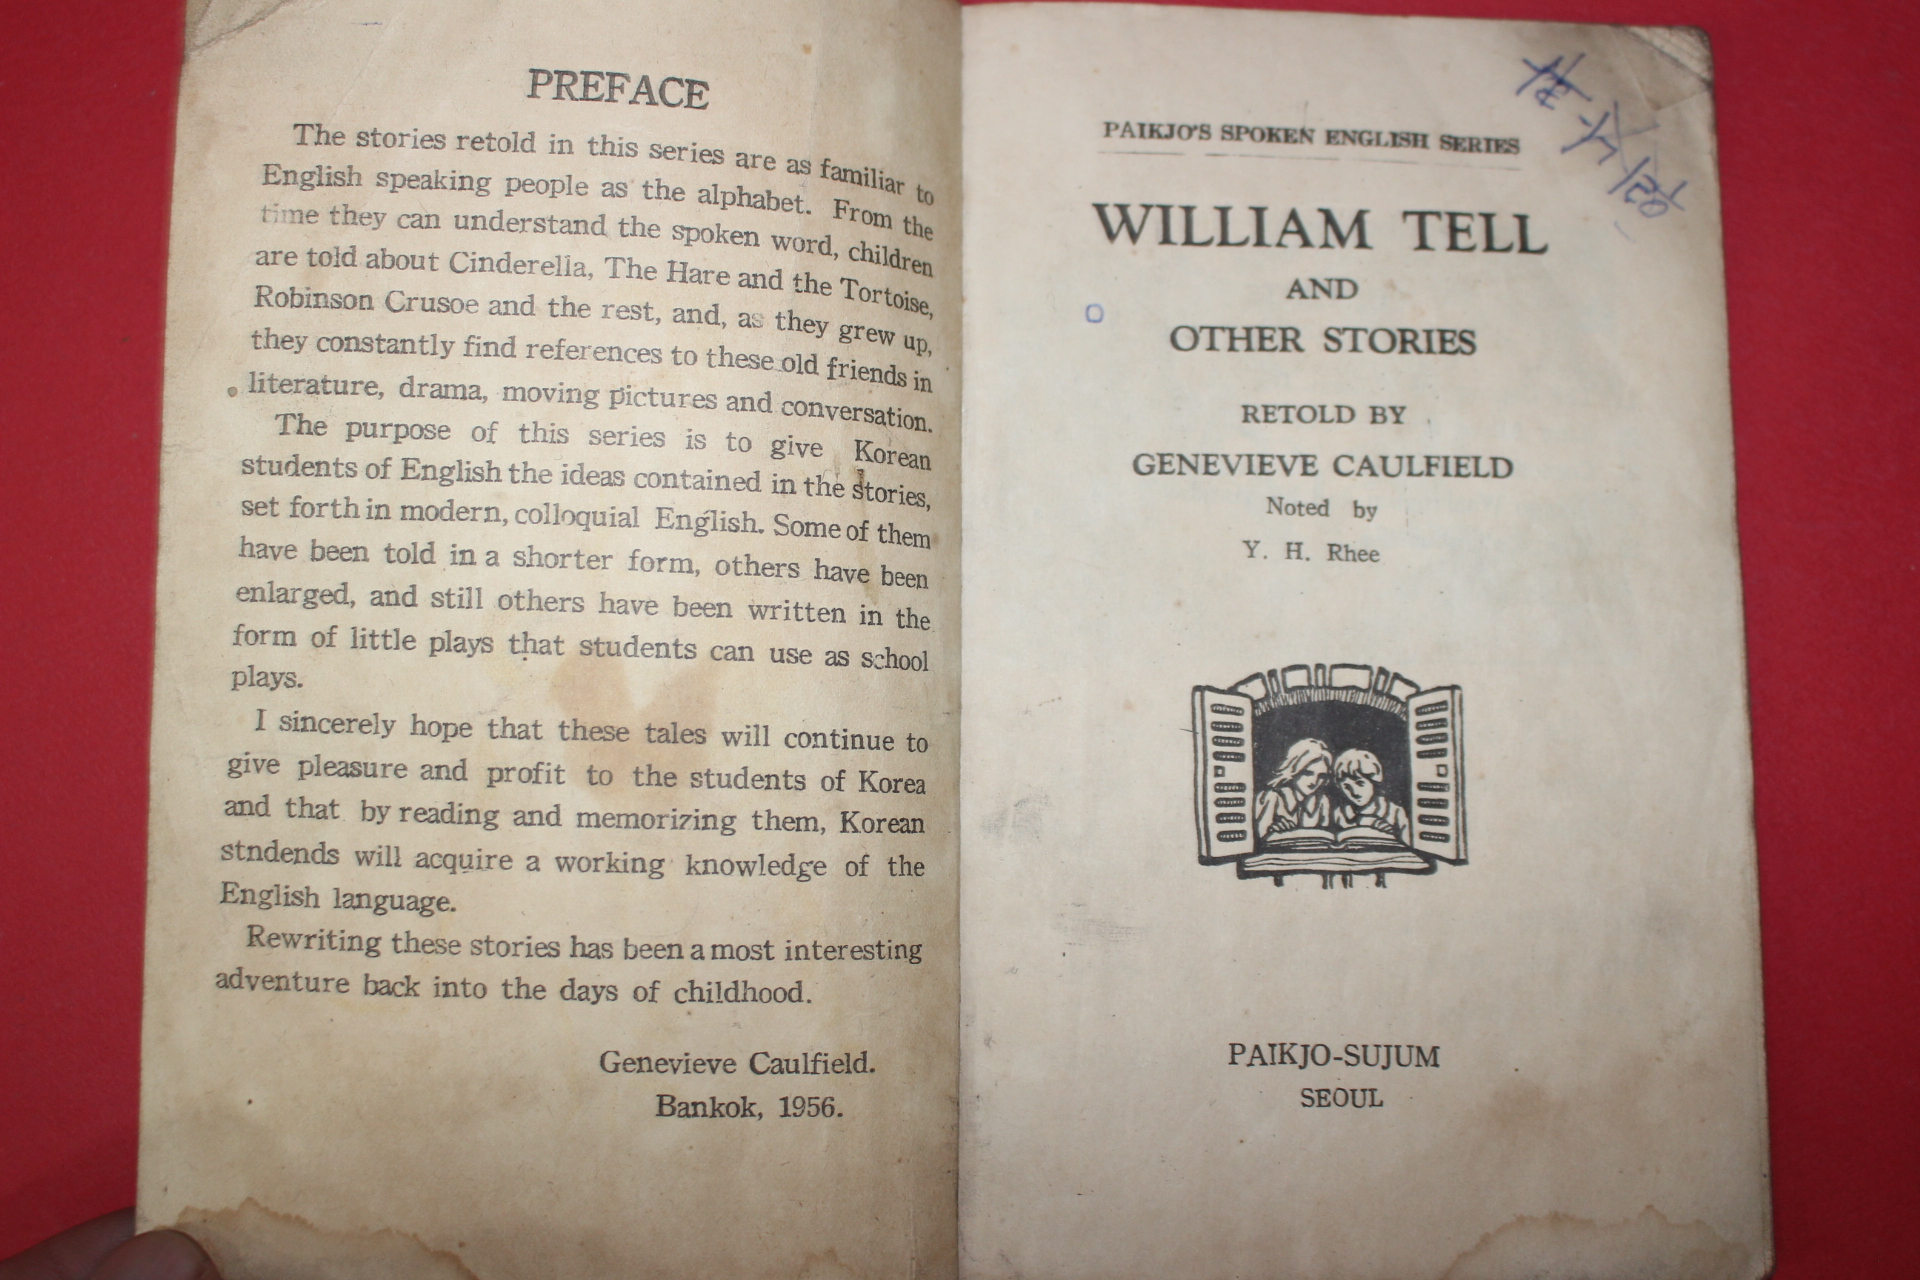 PREFACE
The stories retold in this series are as familiar to
English speaking people as the alphabet. From the
time they can understand the spoken word, children
are told about Cinderella, The Hare and the Tortoise,
Robinson Crusoe and the rest, and, as they grew up,
they constantly find references to these old friends in
literature, drama, moving pictures and conversation.
The purpose of this series is to give Korean
students of English the ideas contained in the stories,
set forth in modern, colloquial English. Some of them
have been told in a shorter form, others have been
enlarged, and still others have been written in the
form of little plays that students can use as school
plays.
I sincerely hope that these tales will continue to
give pleasure and profit to the students of Korea
and that by reading and memorizing them, Korean
stndends will acquire a working knowledge of the
English language.
Rewriting these stories has been a most interesting
adventure back into the days of childhood.
Genevieve Caulfield.
Bankok, 1956.
PAIKJO'S SPOKEN ENGLISH SERIES
WILLIAM TELL
AND
OTHER STORIES
RETOLD BY
GENEVIEVE CAULFIELD
Noted by
Y. H. Rhee
PAIKJO-SUJUM
SEOUL